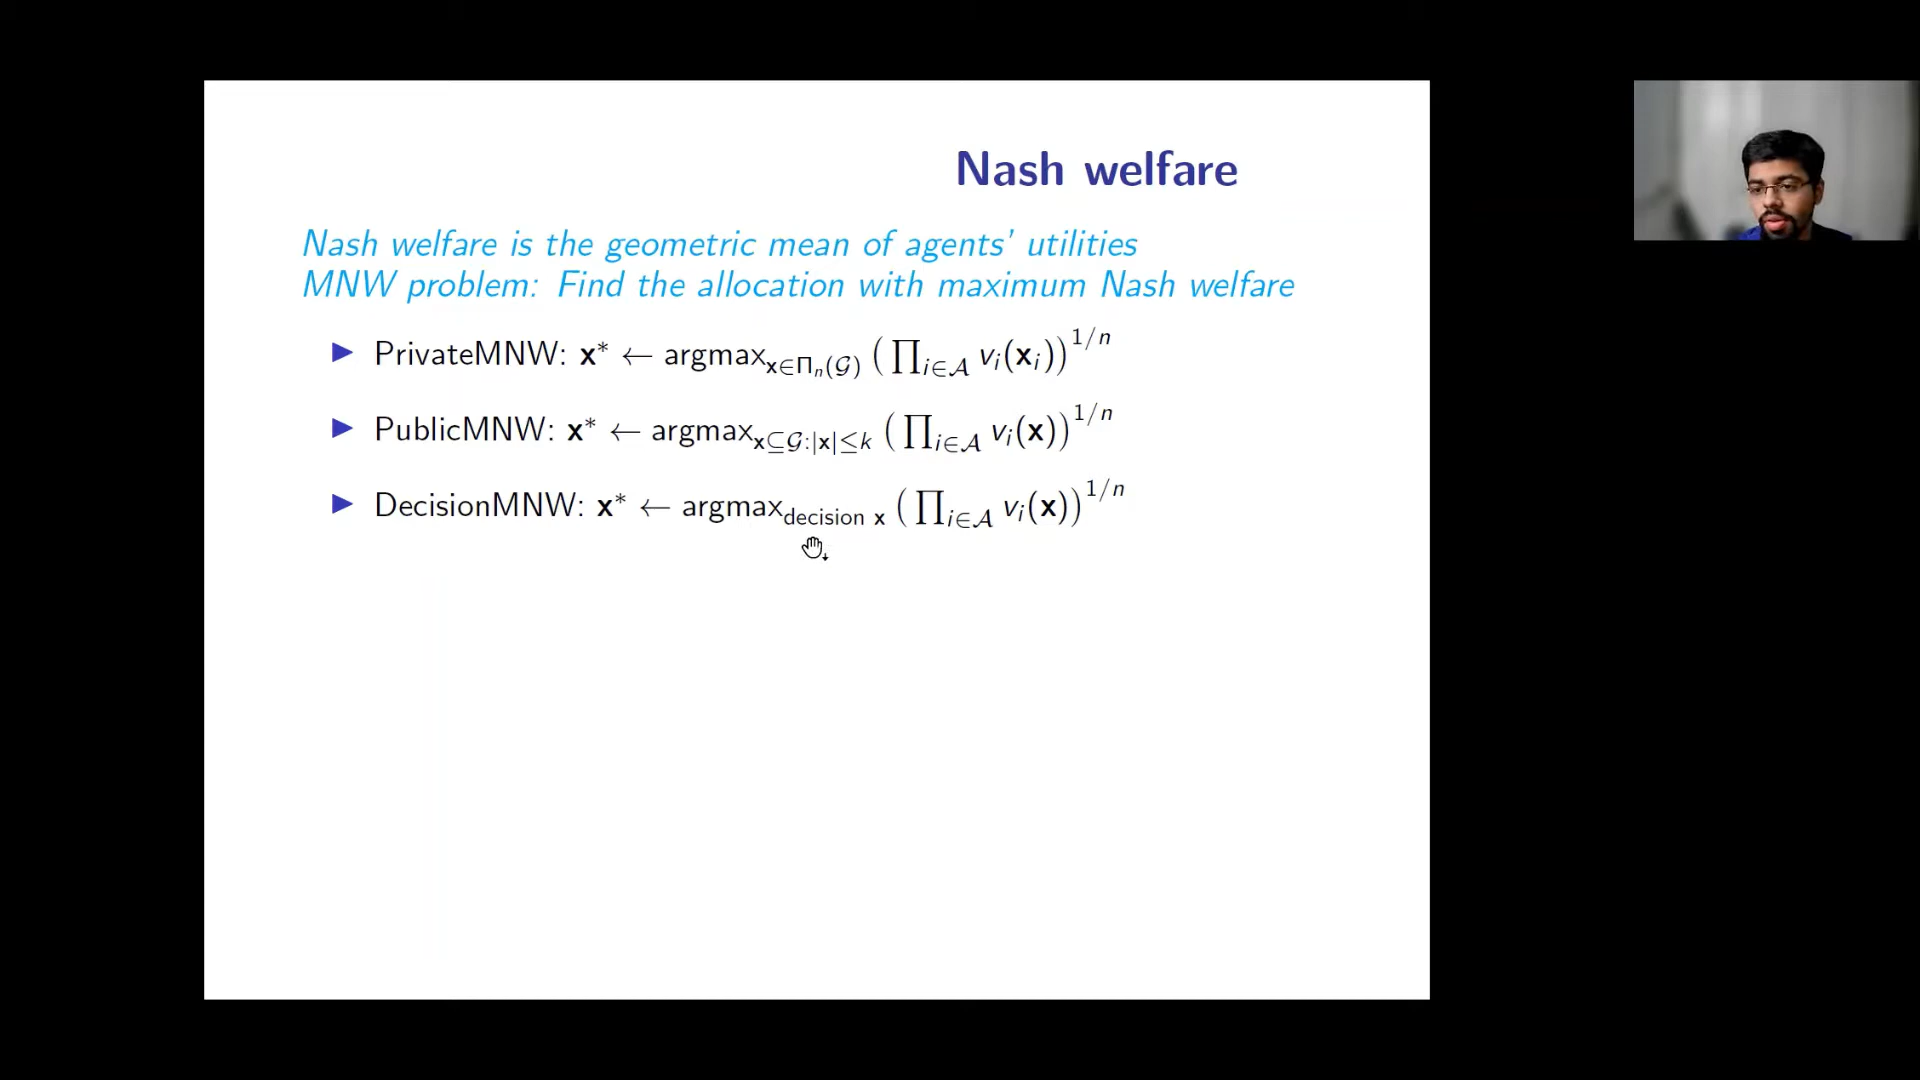 Nash welfare
Nash welfare is the geometric mean of agents' utilities
MNW problem: Find the allocation with maximum Nash welfare
▶ PrivateMNW: x* ← argmax_{x∈Π_n(𝒢)} (∏_{i∈𝒜} v_i(x_i))^{1/n}
▶ PublicMNW: x* ← argmax_{x⊆𝒢:|x|≤k} (∏_{i∈𝒜} v_i(x))^{1/n}
▶ DecisionMNW: x* ← argmax_{decision x} (∏_{i∈𝒜} v_i(x))^{1/n}